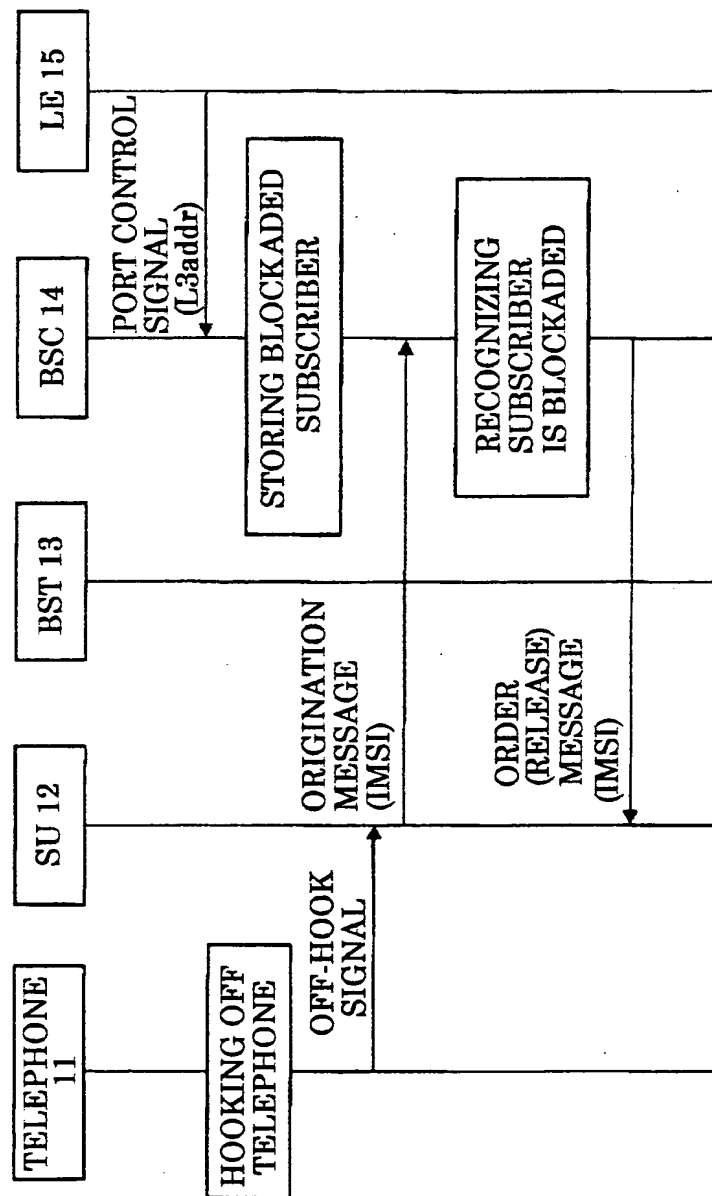 TELEPHONE
11
SU 12
BST 13
BSC 14
LE 15
PORT CONTROL
SIGNAL
(L3addr)
HOOKING OFF
TELEPHONE
STORING BLOCKADED
SUBSCRIBER
OFF-HOOK
SIGNAL
ORIGINATION
MESSAGE
(IMSI)
RECOGNIZING
SUBSCRIBER
IS BLOCKADED
ORDER
(RELEASE)
MESSAGE
(IMSI)